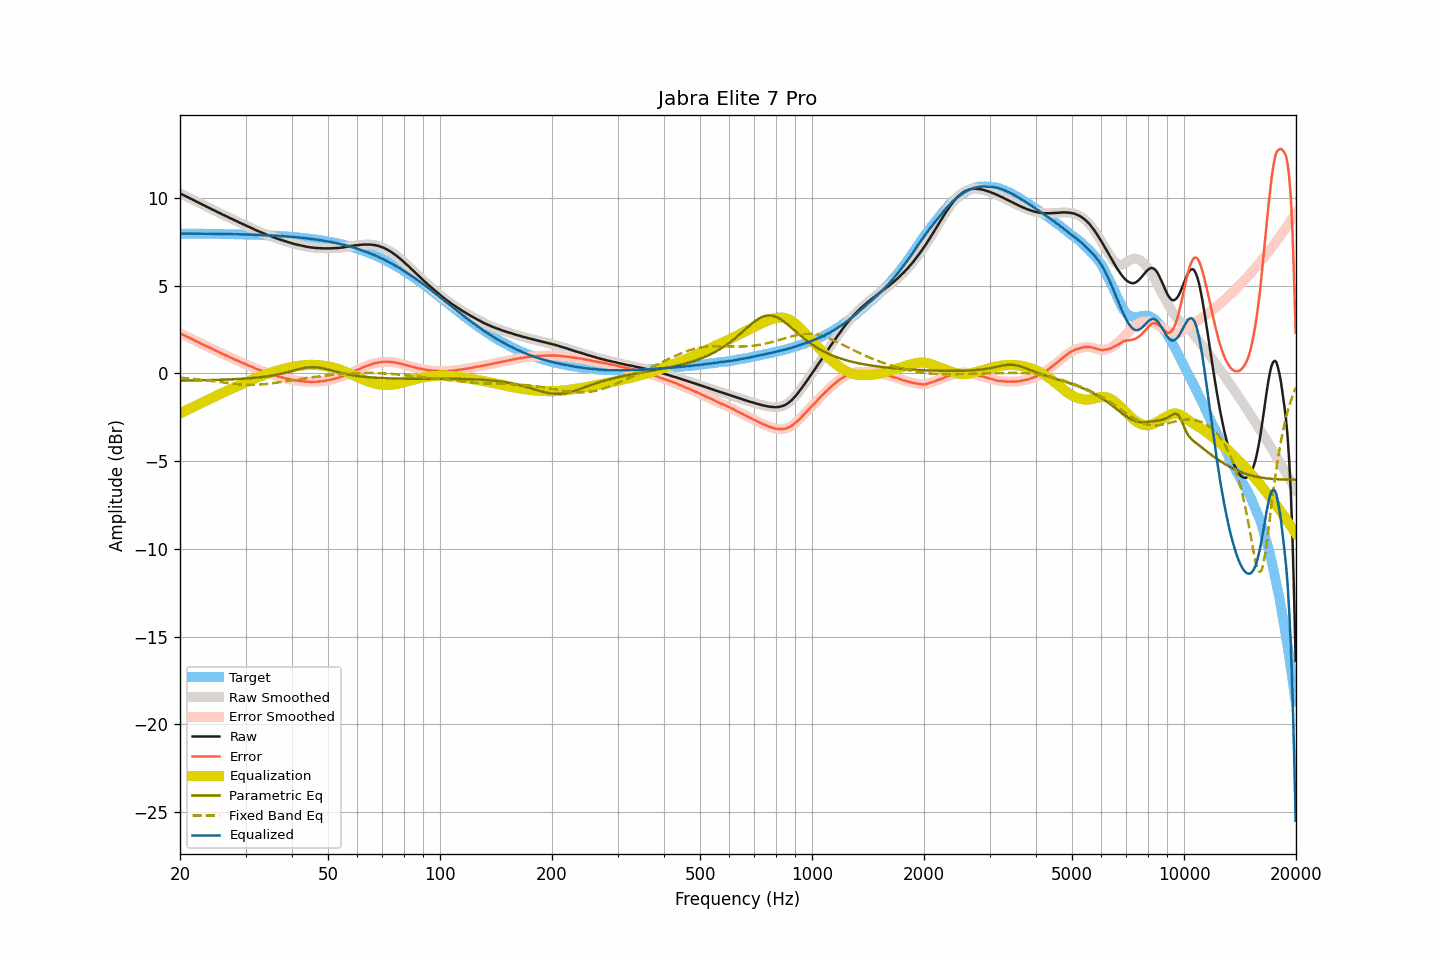 Jabra Elite 7 Pro
Amplitude (dBr)
10
5
0
−5
−10
−15
−20
−25
Target
Raw Smoothed
Error Smoothed
Raw
Error
Equalization
Parametric Eq
Fixed Band Eq
Equalized
20 50 100 200 500 1000 2000 5000 10000 20000
Frequency (Hz)